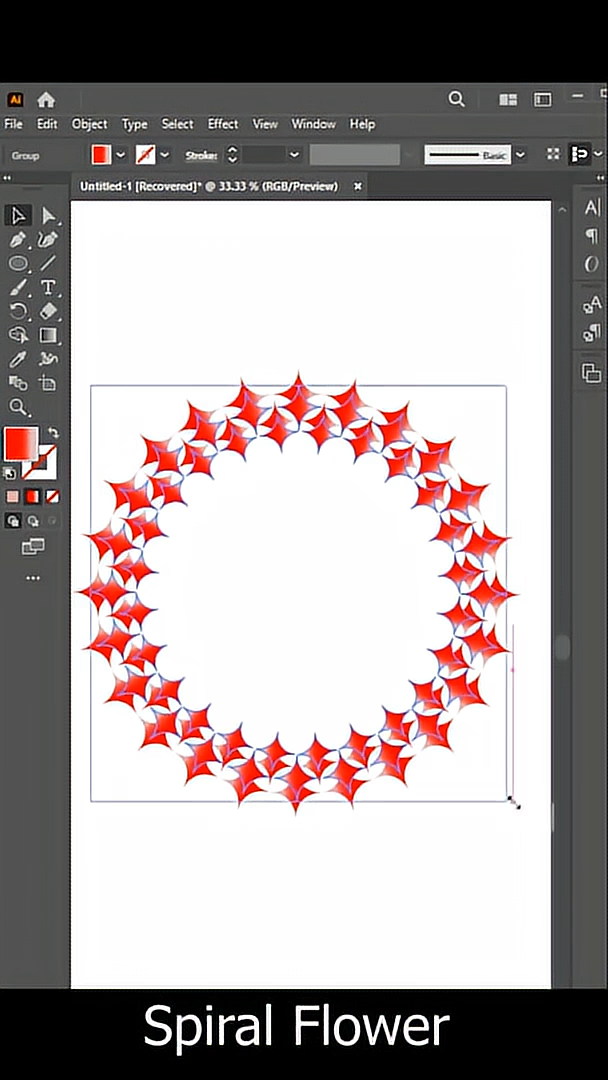 Ai
File Edit Object Type Select Effect View Window Help
Group Stroke: Basic
Untitled-1 [Recovered]* @ 33.33 % (RGB/Preview) ×
Spiral Flower